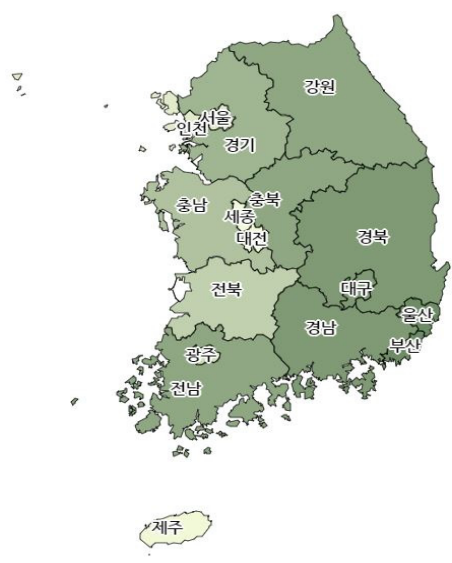 강원
서울
인천
경기
충북
충남
세종
대전
경북
전북
대구
울산
경남
부산
광주
전남
제주